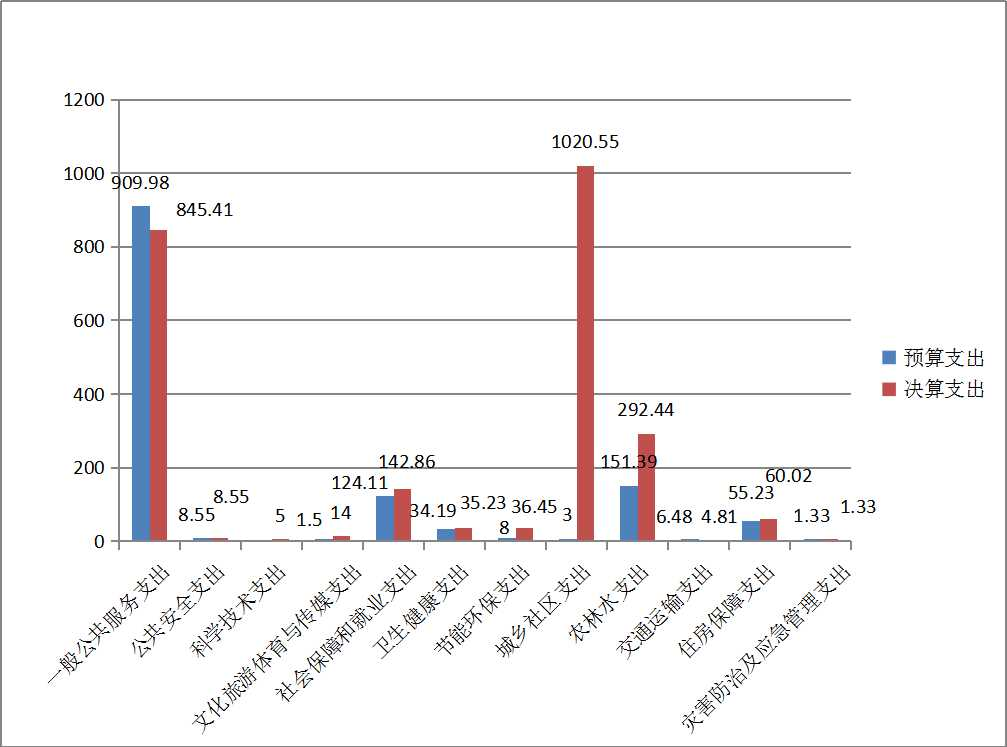 1200
1000
800
600
400
200
0
909.98
845.41
8.55
8.55
5
1.5
14
124.11
142.86
34.19
35.23
8
36.45
3
1020.55
151.39
292.44
6.48
4.81
55.23
60.02
1.33
1.33
一般公共服务支出
公共安全支出
科学技术支出
文化旅游体育与传媒支出
社会保障和就业支出
卫生健康支出
节能环保支出
城乡社区支出
农林水支出
交通运输支出
住房保障支出
灾害防治及应急管理支出
预算支出
决算支出